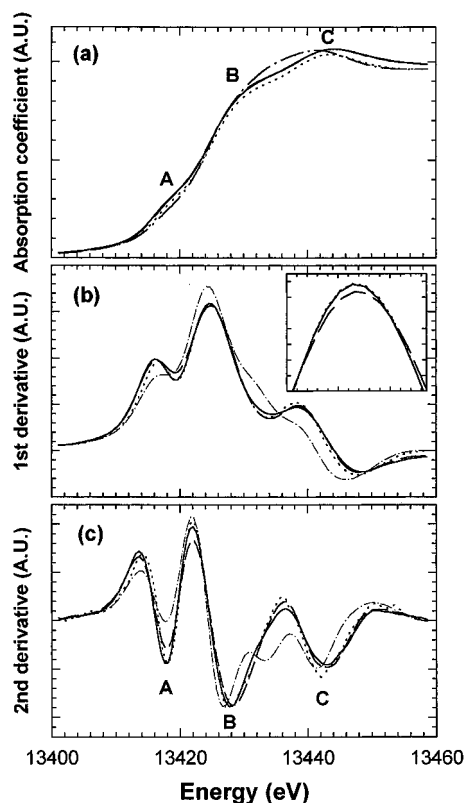 (a)
A
B
C
Absorption coefficient (A.U.)
(b)
1st derivative (A.U.)
(c)
A
B
C
2nd derivative (A.U.)
13400 13420 13440 13460
Energy (eV)